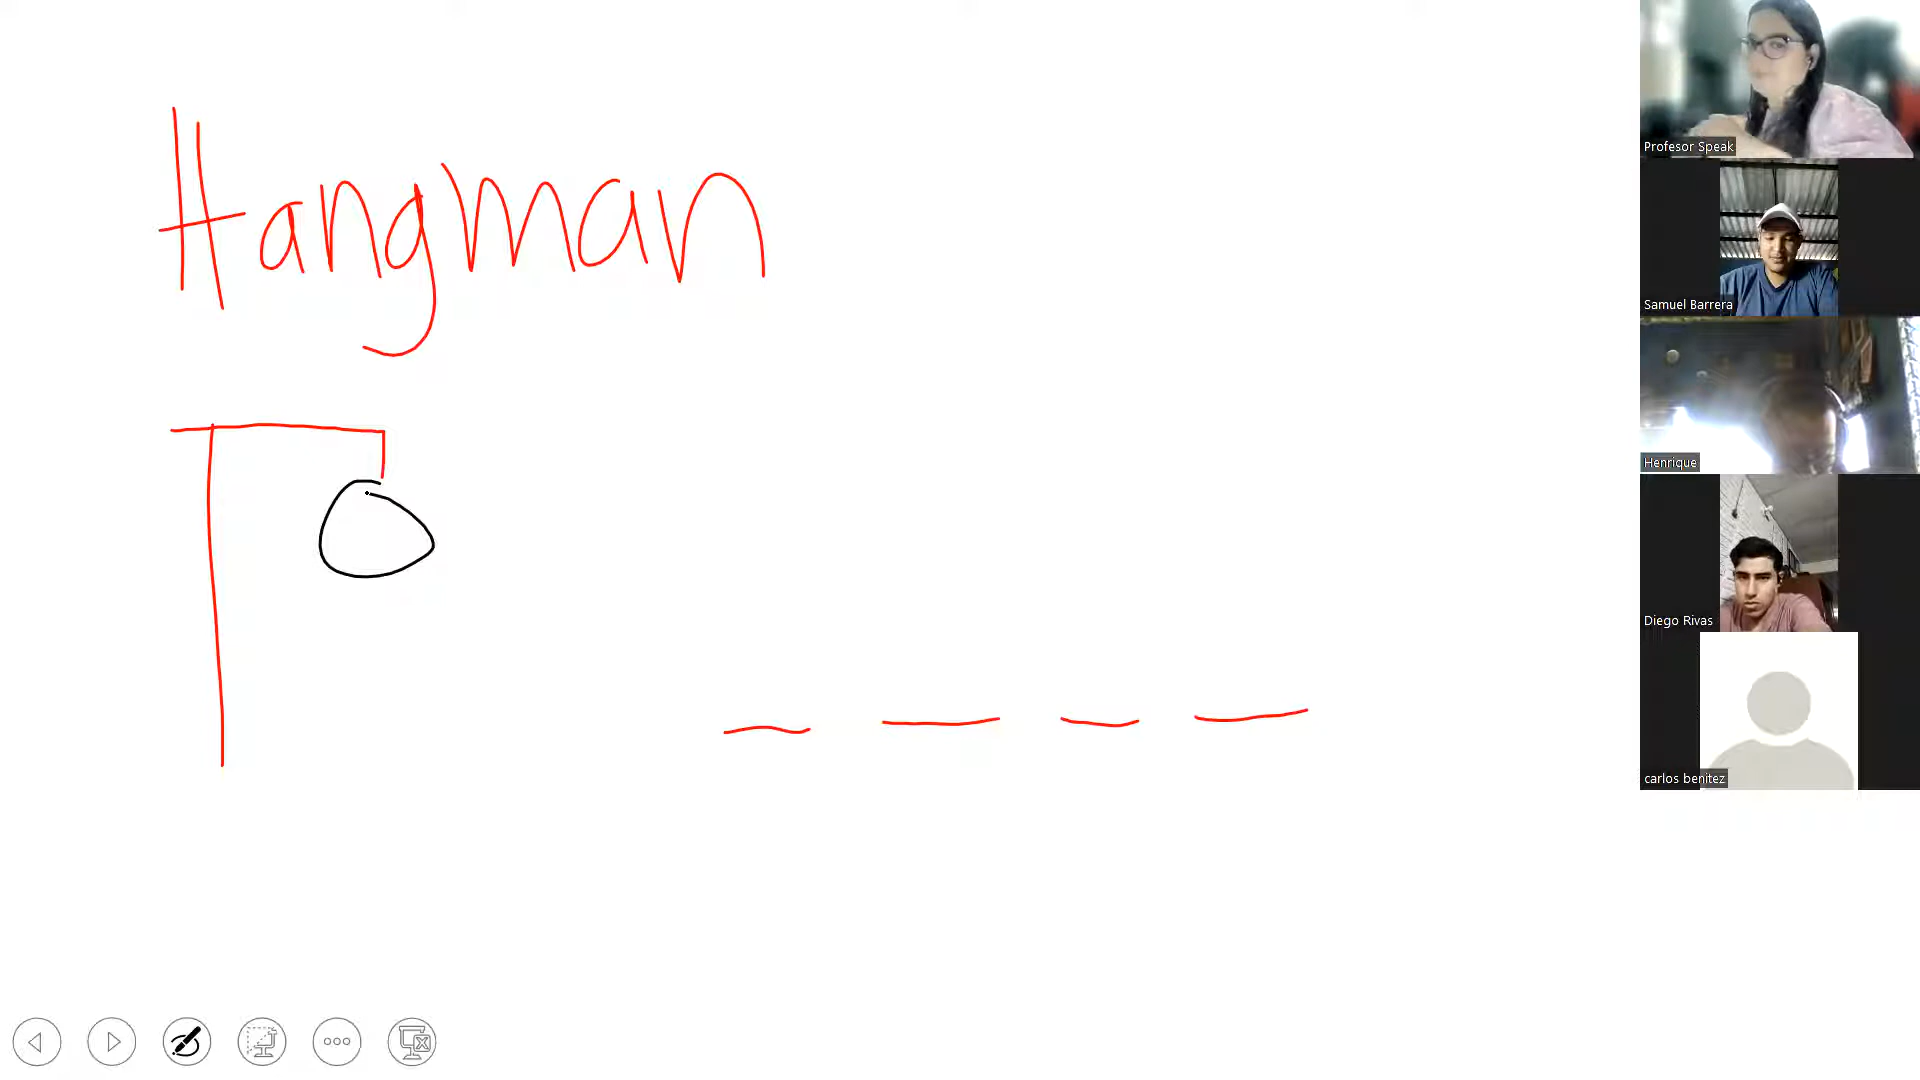 Hangman
Profesor Speak
Samuel Barrera
Henrique
Diego Rivas
carlos benitez